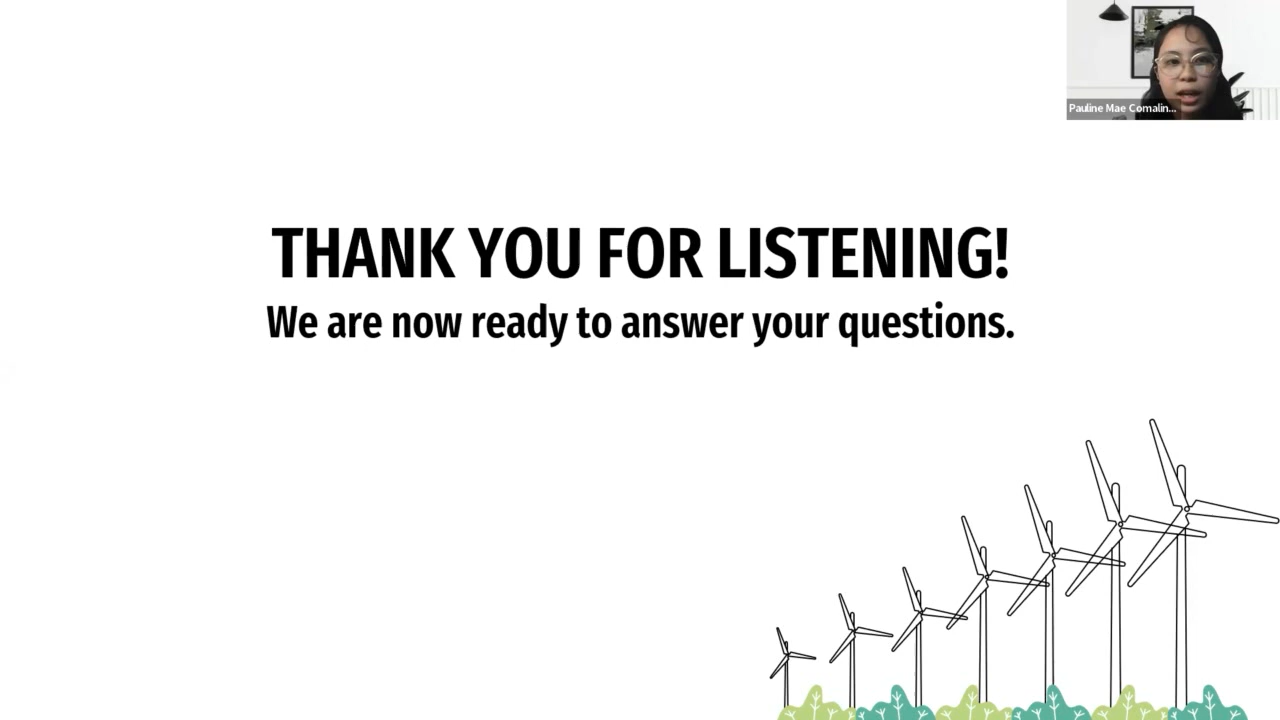 Pauline Mae Comalin...
THANK YOU FOR LISTENING!
We are now ready to answer your questions.